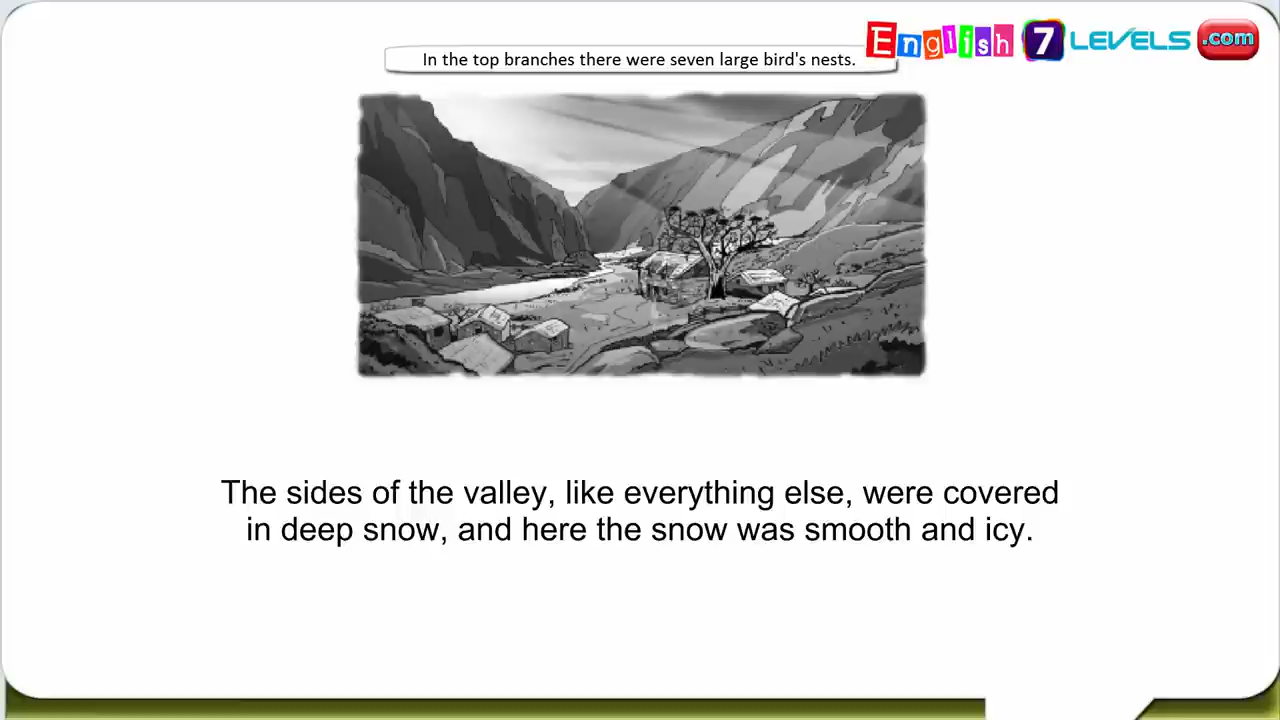 English 7 LEVELS .com
In the top branches there were seven large bird's nests.
The sides of the valley, like everything else, were covered
in deep snow, and here the snow was smooth and icy.